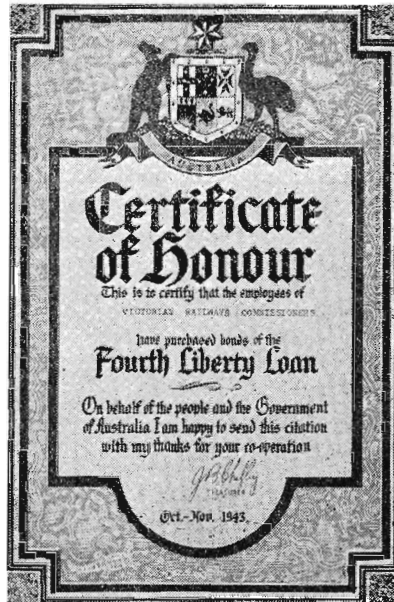 AUSTRALIA
Certificate
of Honour
This is to certify that the employees of
VICTORIAN RAILWAYS COMMISSIONERS
have purchased bonds of the
Fourth Liberty Loan
On behalf of the people and the Government
of Australia I am happy to send this citation
with my thanks for your co-operation
J B Chifley
TREASURER
Oct.-Nov. 1943.